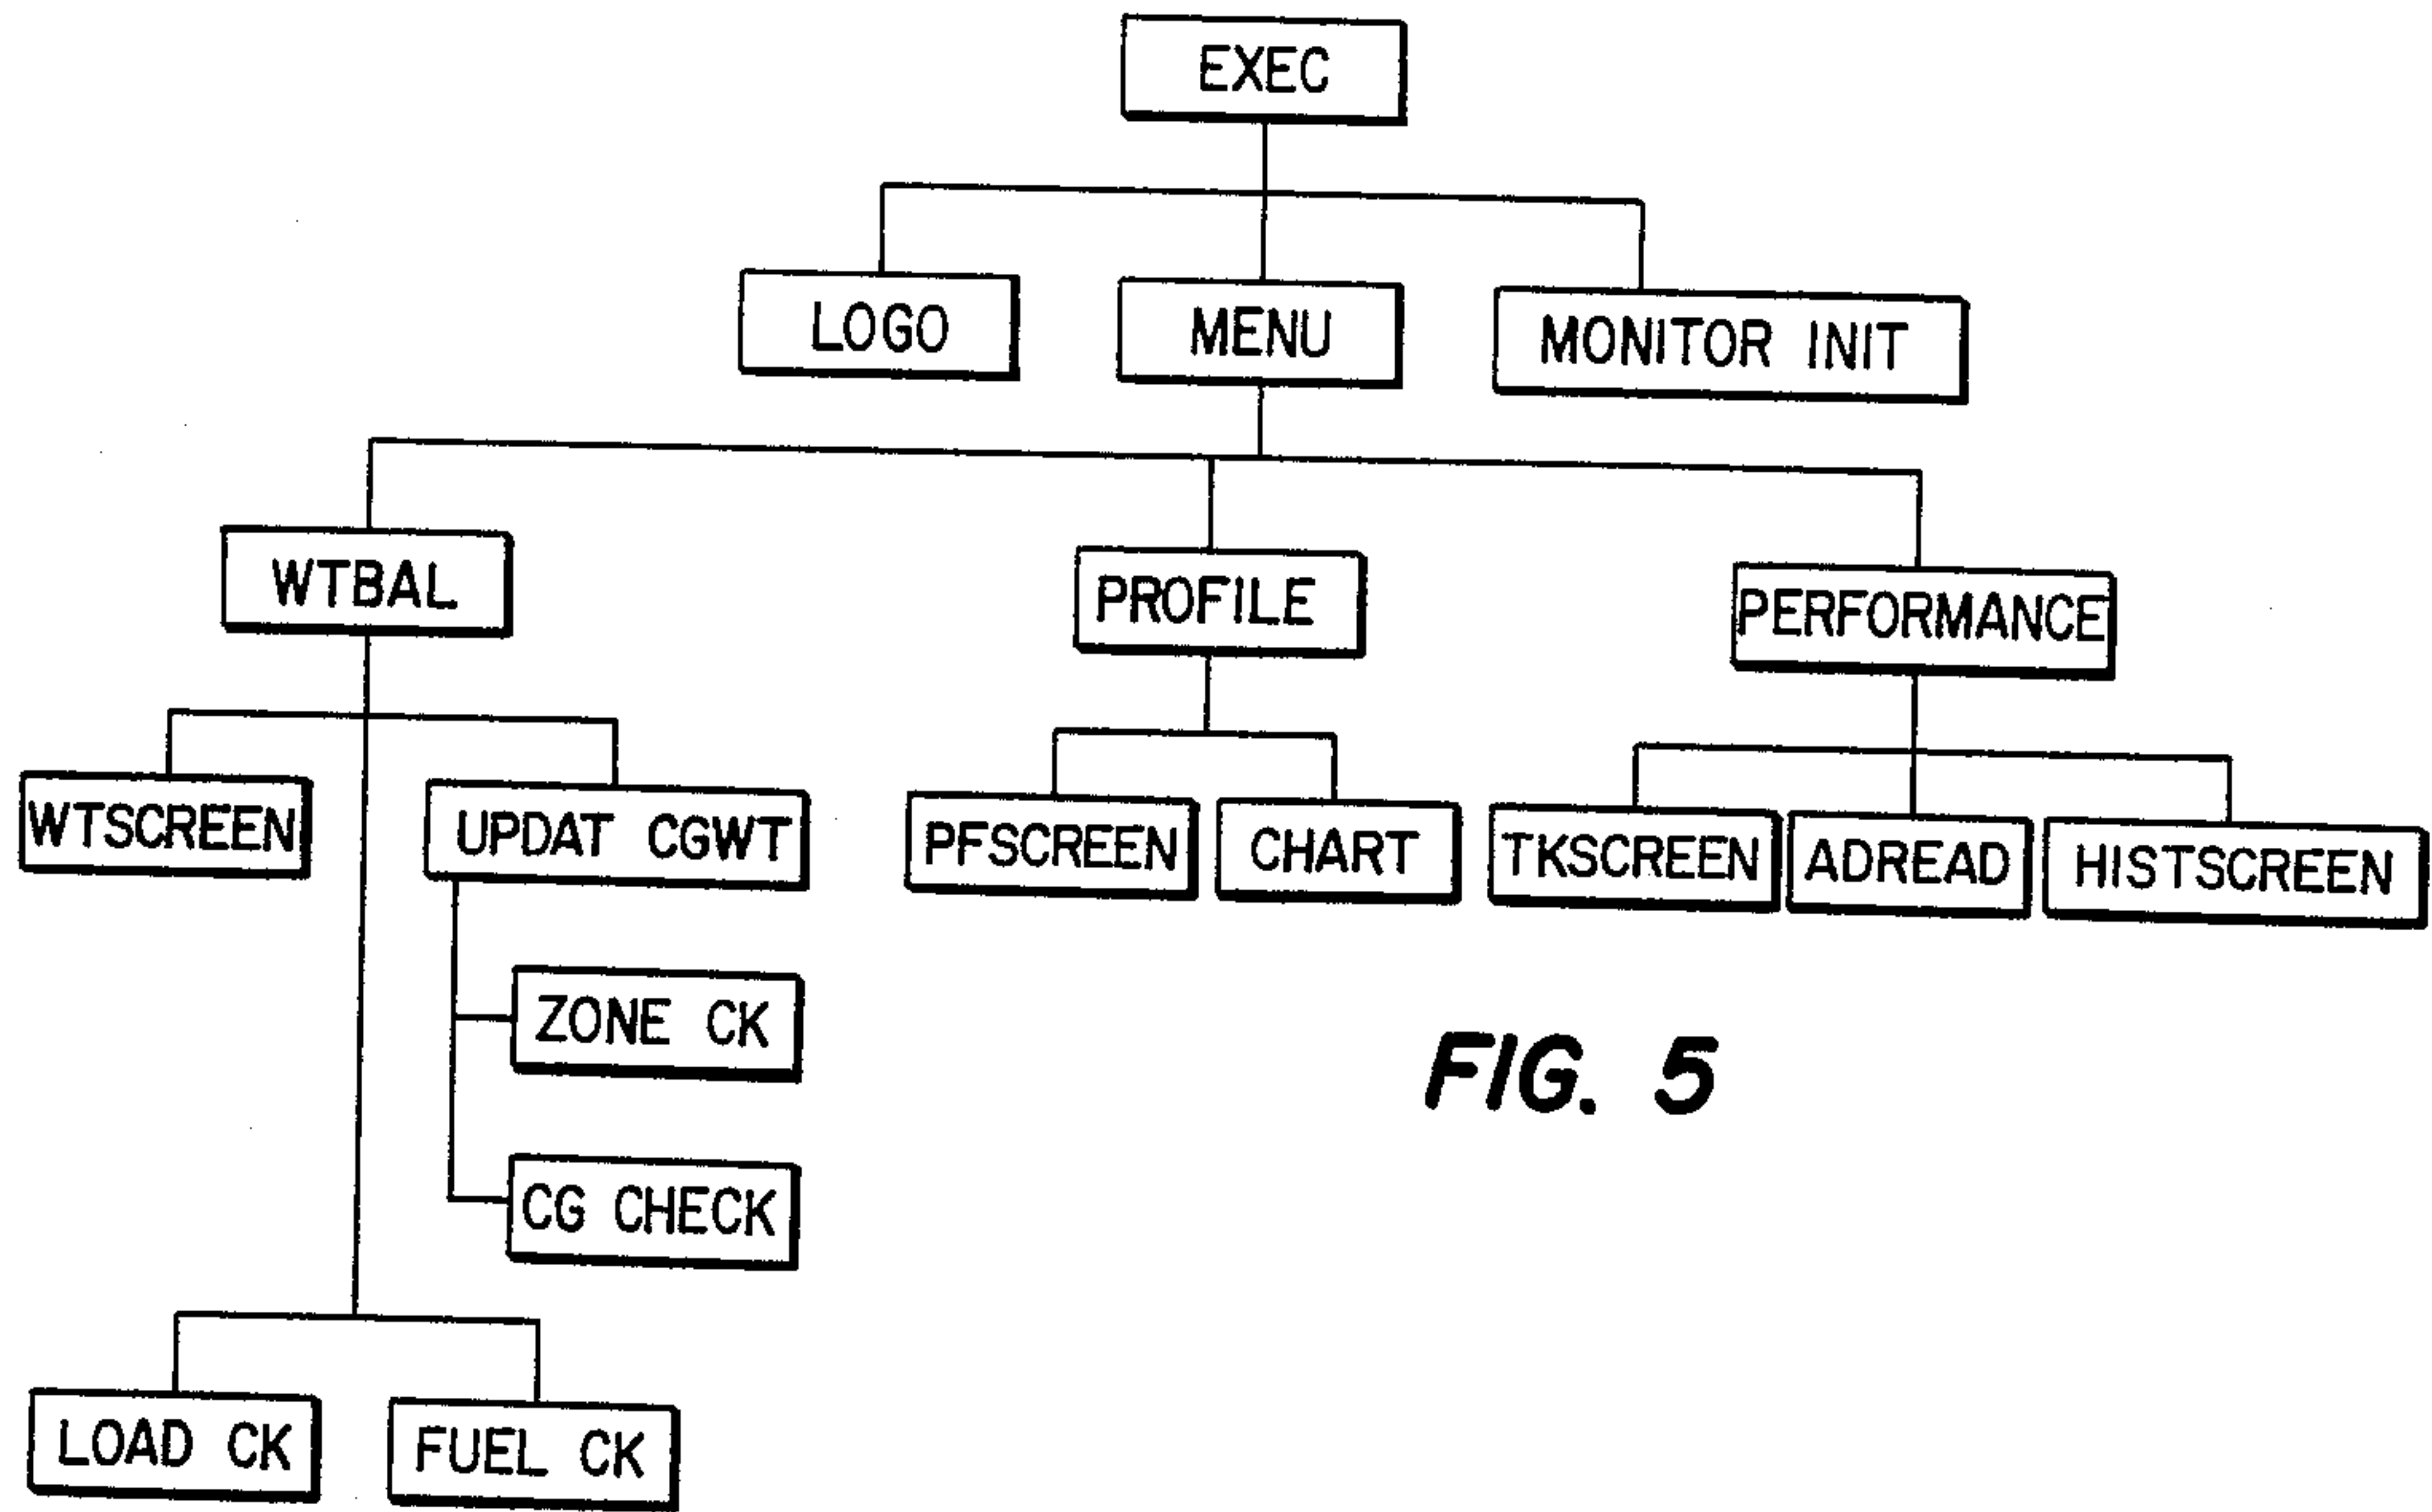 EXEC
LOGO
MENU
MONITOR INIT
WTBAL
PROFILE
PERFORMANCE
WTSCREEN
UPDAT CGWT
PFSCREEN
CHART
TKSCREEN
ADREAD
HISTSCREEN
ZONE CK
CG CHECK
LOAD CK
FUEL CK
FIG. 5